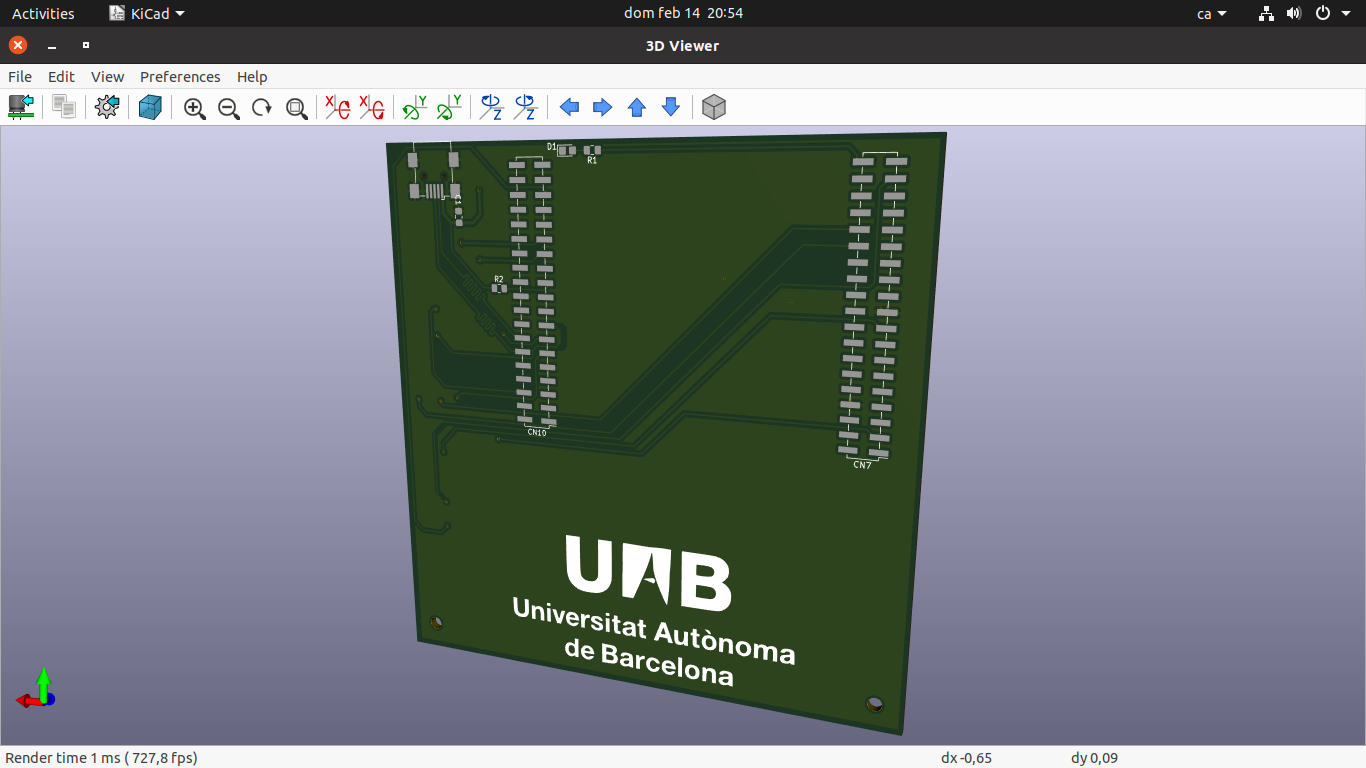 Activities KiCad dom feb 14 20:54 ca
3D Viewer
File Edit View Preferences Help
X X Y Y Z Z
D1
R1
C1
R2
CN10
CN7
UAB
Universitat Autònoma
de Barcelona
Render time 1 ms ( 727,8 fps) dx -0,65 dy 0,09